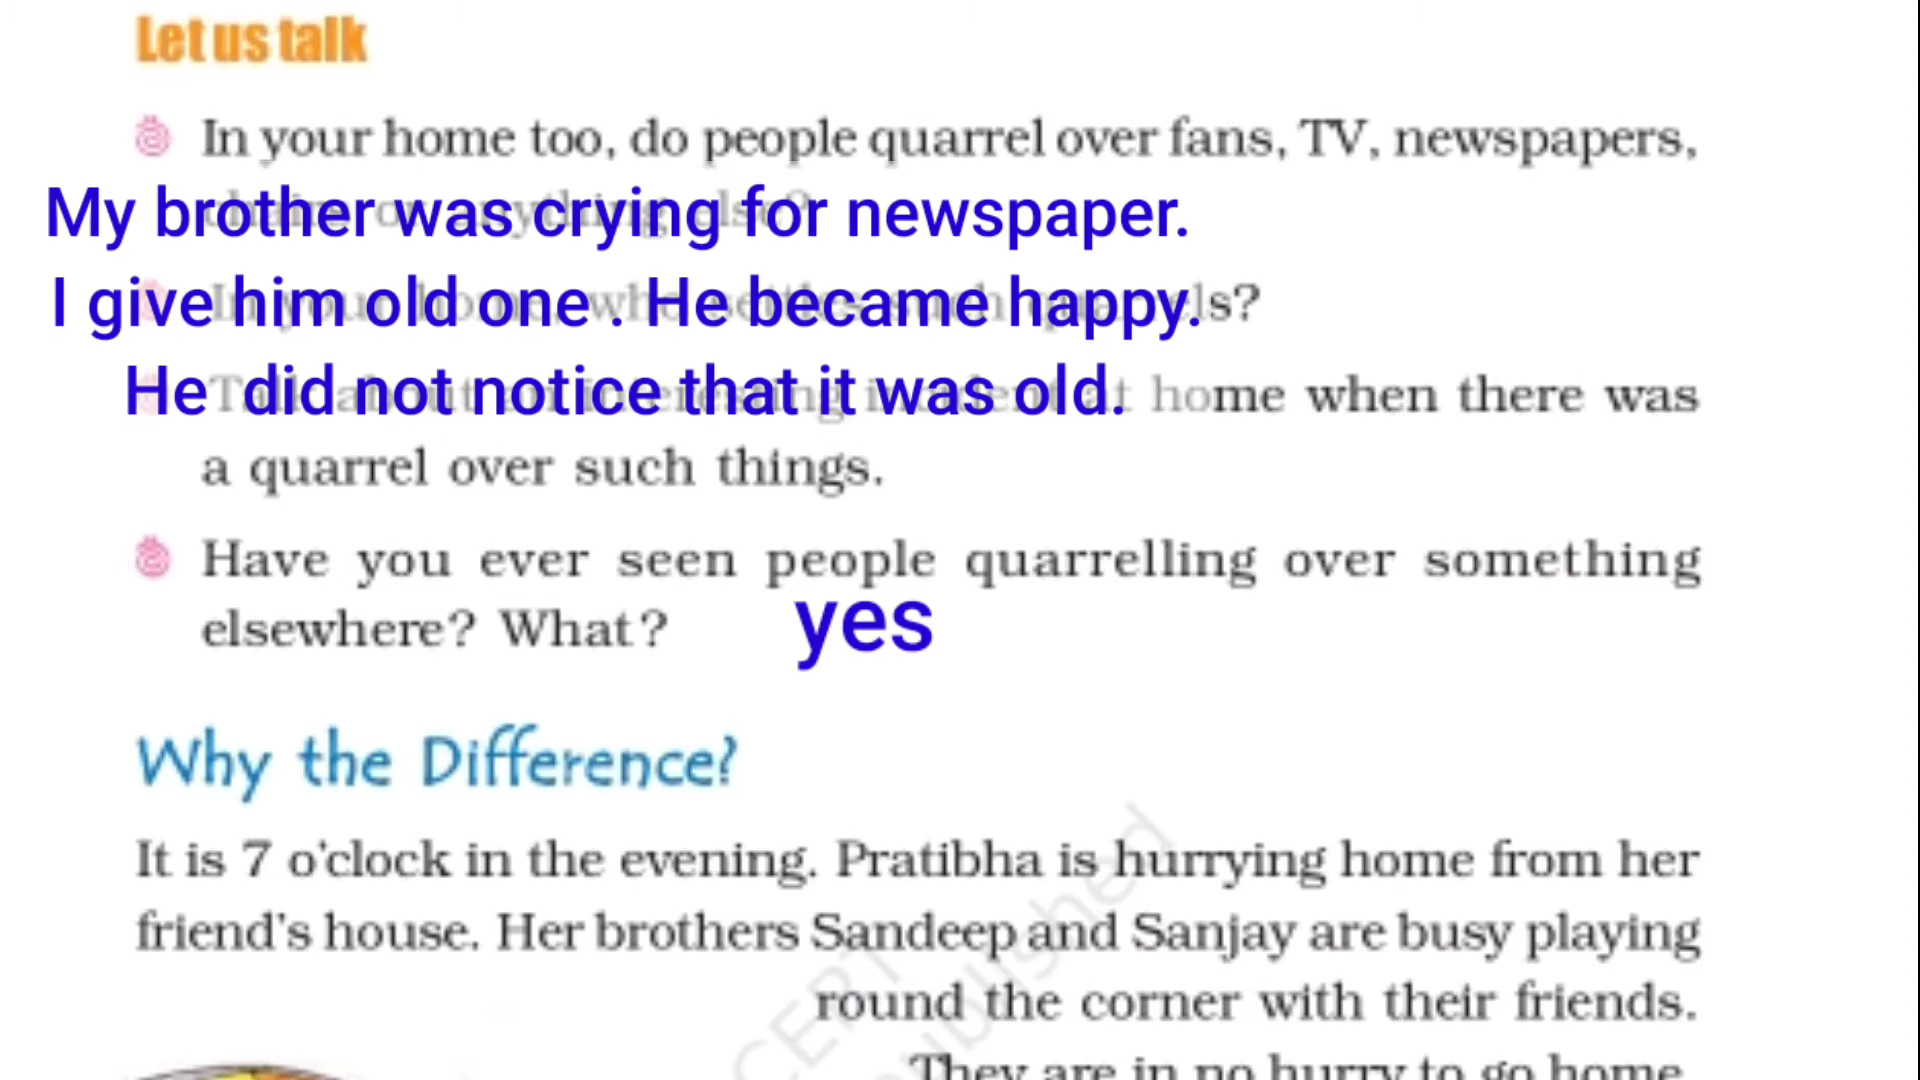 Let us talk
In your home too, do people quarrel over fans, TV, newspapers,
My brother was crying for newspaper.
I give him old one . He became happy.
ls?
He did not notice that it was old.
home when there was
a quarrel over such things.
Have you ever seen people quarrelling over something
elsewhere? What?
yes
Why the Difference?
It is 7 o'clock in the evening. Pratibha is hurrying home from her
friend's house. Her brothers Sandeep and Sanjay are busy playing
round the corner with their friends.
They are in no hurry to go home.